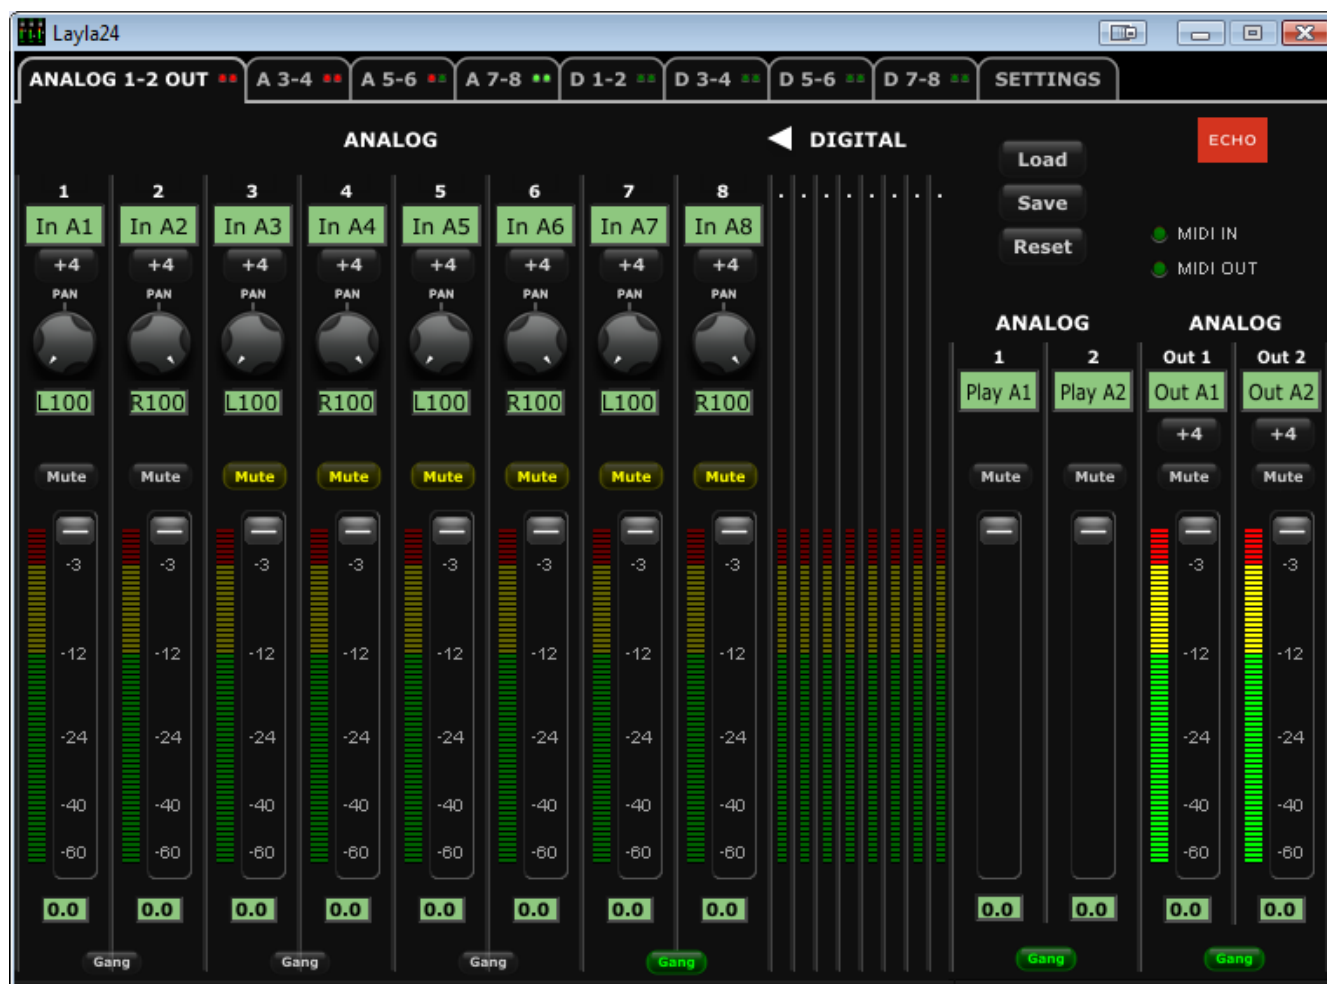 Layla24
ANALOG 1-2 OUT A 3-4 A 5-6 A 7-8 D 1-2 D 3-4 D 5-6 D 7-8 SETTINGS
ANALOG DIGITAL
ECHO
Load
Save
Reset
MIDI IN
MIDI OUT
1 2 3 4 5 6 7 8
In A1 In A2 In A3 In A4 In A5 In A6 In A7 In A8
+4 +4 +4 +4 +4 +4 +4 +4
PAN PAN PAN PAN PAN PAN PAN PAN
L100 R100 L100 R100 L100 R100 L100 R100
ANALOG ANALOG
1 2 Out 1 Out 2
Play A1 Play A2 Out A1 Out A2
+4 +4
Mute Mute Mute Mute Mute Mute Mute Mute Mute Mute Mute Mute
-3 -3 -3 -3 -3 -3 -3 -3 -3 -3
-12 -12 -12 -12 -12 -12 -12 -12 -12 -12
-24 -24 -24 -24 -24 -24 -24 -24 -24 -24
-40 -40 -40 -40 -40 -40 -40 -40 -40 -40
-60 -60 -60 -60 -60 -60 -60 -60 -60 -60
0.0 0.0 0.0 0.0 0.0 0.0 0.0 0.0 0.0 0.0 0.0 0.0
Gang Gang Gang Gang Gang Gang